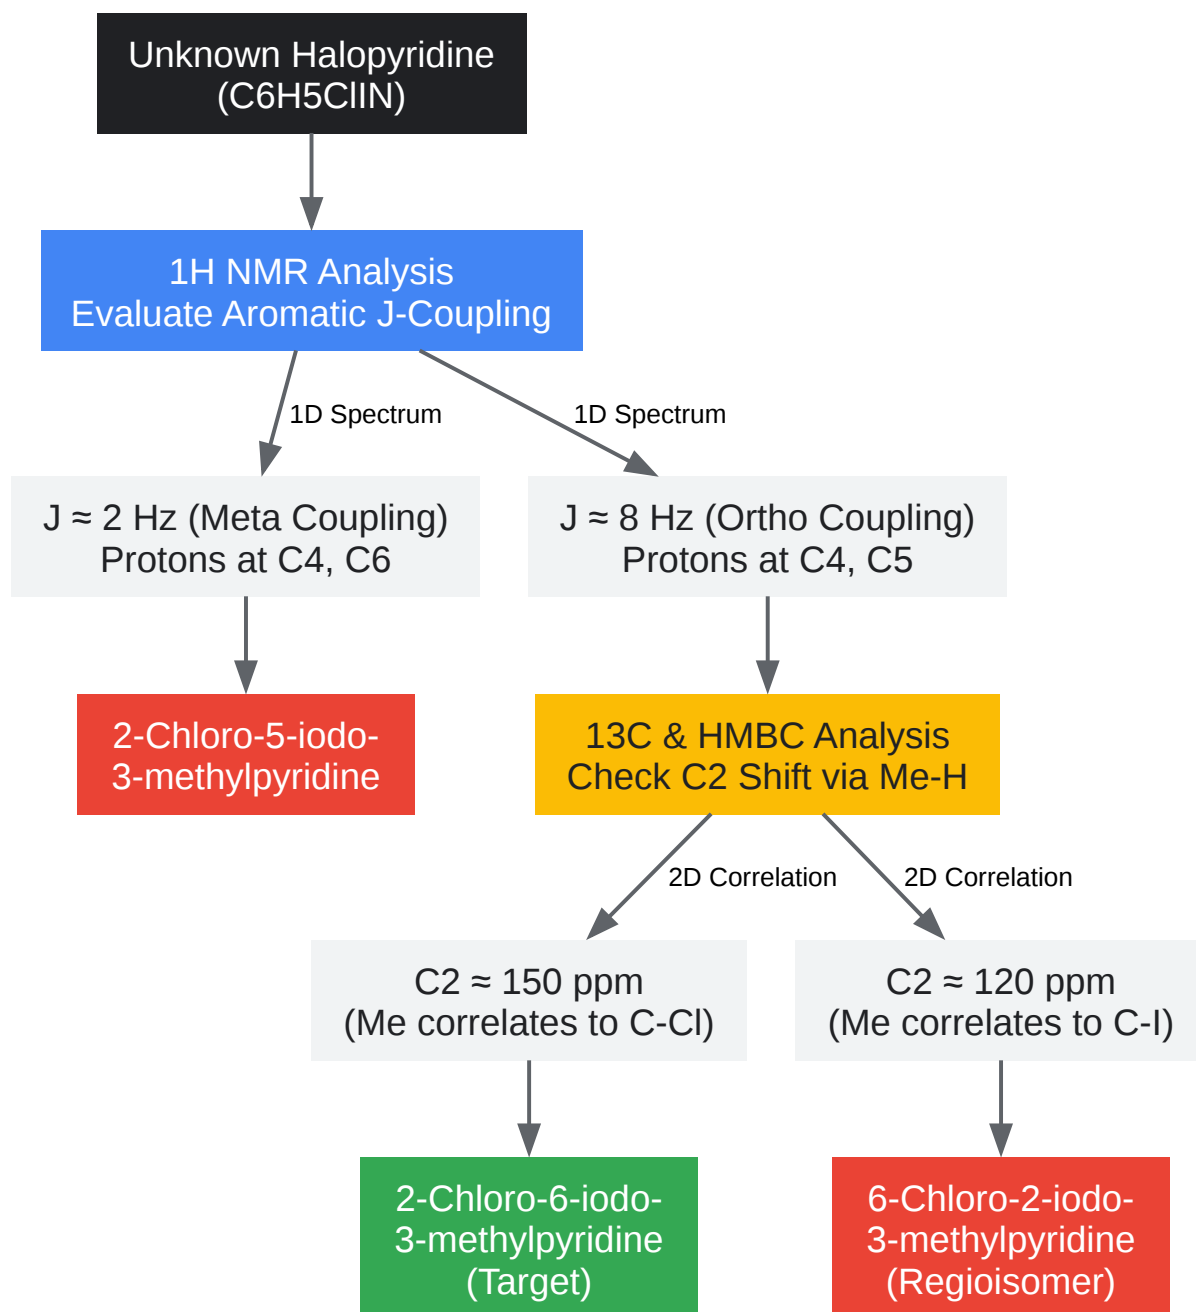 Unknown Halopyridine
(C6H5ClIN)
1H NMR Analysis
Evaluate Aromatic J-Coupling
1D Spectrum
1D Spectrum
J ≈ 2 Hz (Meta Coupling)
Protons at C4, C6
J ≈ 8 Hz (Ortho Coupling)
Protons at C4, C5
2-Chloro-5-iodo-
3-methylpyridine
13C & HMBC Analysis
Check C2 Shift via Me-H
2D Correlation
2D Correlation
C2 ≈ 150 ppm
(Me correlates to C-Cl)
C2 ≈ 120 ppm
(Me correlates to C-I)
2-Chloro-6-iodo-
3-methylpyridine
(Target)
6-Chloro-2-iodo-
3-methylpyridine
(Regioisomer)